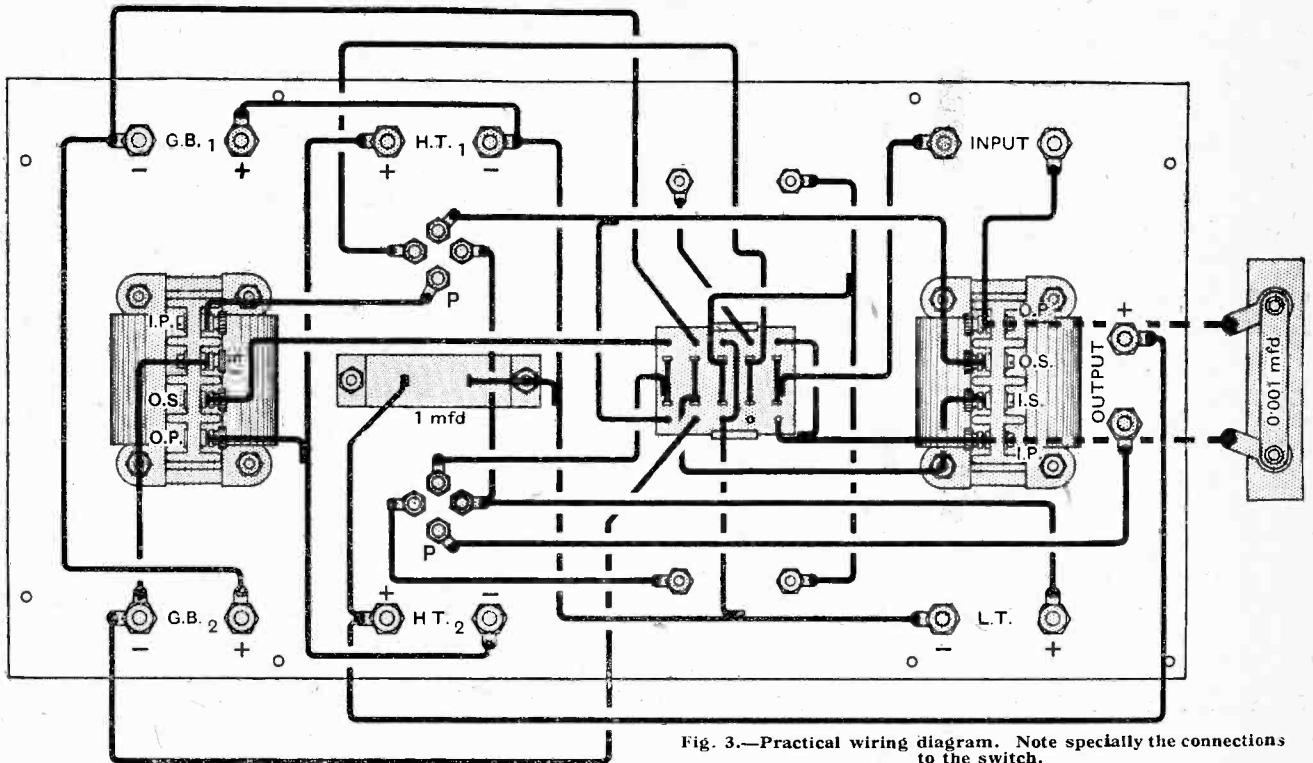 G.B. 1
- +
H.T. 1
+ -
INPUT
P
I.P.
O.S.
O.P.
1 mfd
O.P.
O.S.
I.S.
I.P.
+
OUTPUT
0·001 mfd
P
G.B. 2
- +
+ -
H T. 2
L.T.
- +
Fig. 3.—Practical wiring diagram. Note specially the connections
to the switch.